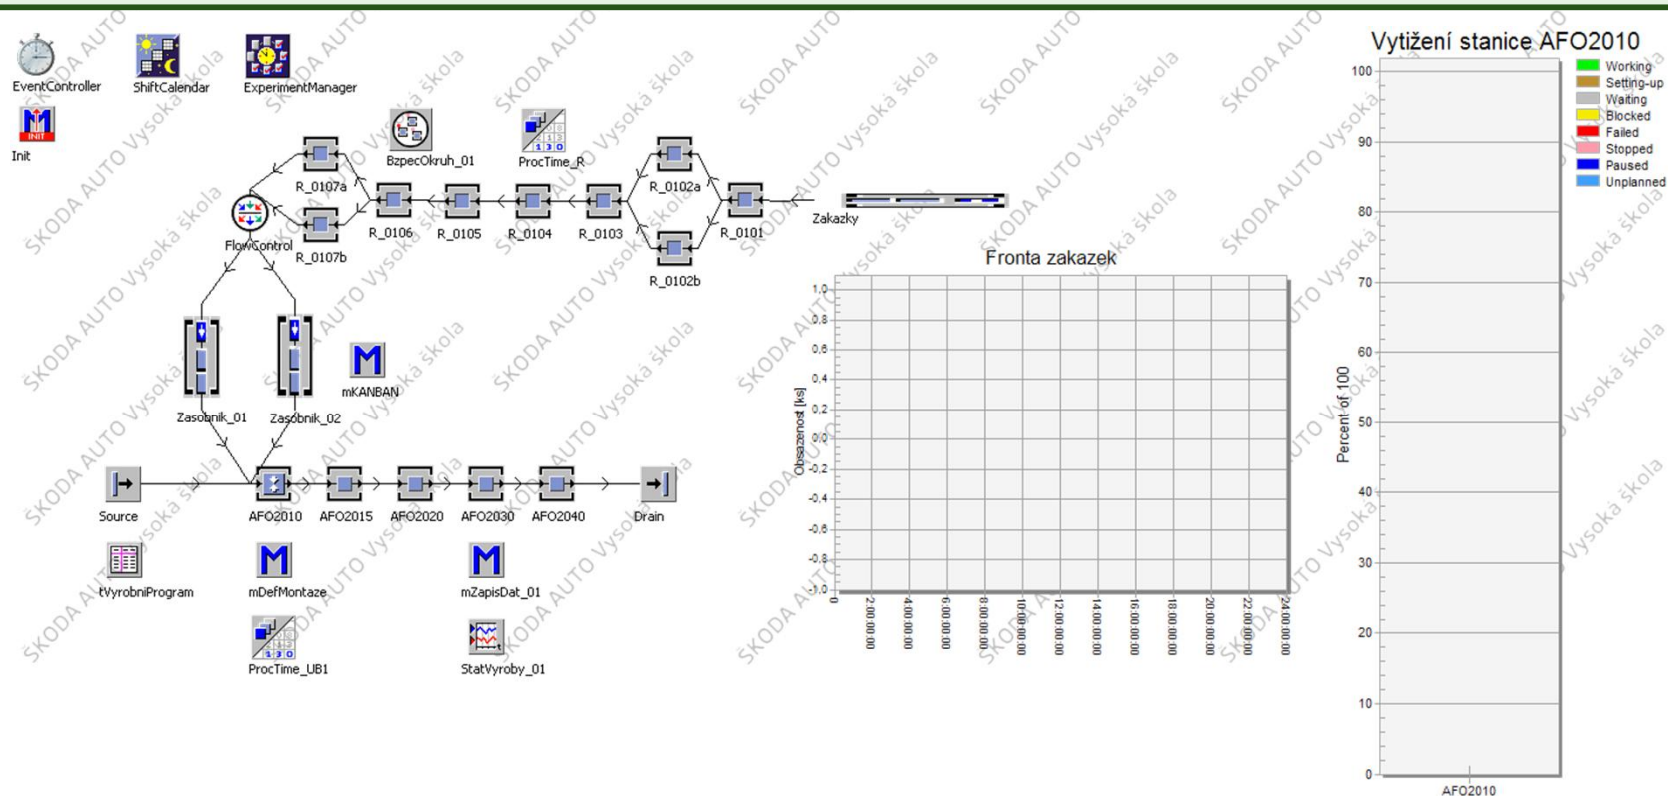 EventController
ShiftCalendar
ExperimentManager
INIT
Init
BzpecOkruh_01
ProcTime_R
R_0107a
R_0102a
R_0106
R_0105
R_0104
R_0103
R_0101
Zakazky
FlowControl
R_0107b
R_0102b
mKANBAN
Zasobnik_01
Zasobnik_02
Source
AFO2010
AFO2015
AFO2020
AFO2030
AFO2040
Drain
tVyrobniProgram
mDefMontaze
mZapisDat_01
ProcTime_UB1
StatVyroby_01
Fronta zakazek
Obsazenost [ks]
1,0
0,8
0,6
0,4
0,2
0,0
-0,2
-0,4
-0,6
-0,8
-1,0
0
2:00:00:00
4:00:00:00
6:00:00:00
8:00:00:00
10:00:00:00
12:00:00:00
14:00:00:00
16:00:00:00
18:00:00:00
20:00:00:00
22:00:00:00
24:00:00:00
Vytižení stanice AFO2010
Working
Setting-up
Waiting
Blocked
Failed
Stopped
Paused
Unplanned
Percent of 100
100
90
80
70
60
50
40
30
20
10
0
AFO2010
ŠKODA AUTO Vysoká škola